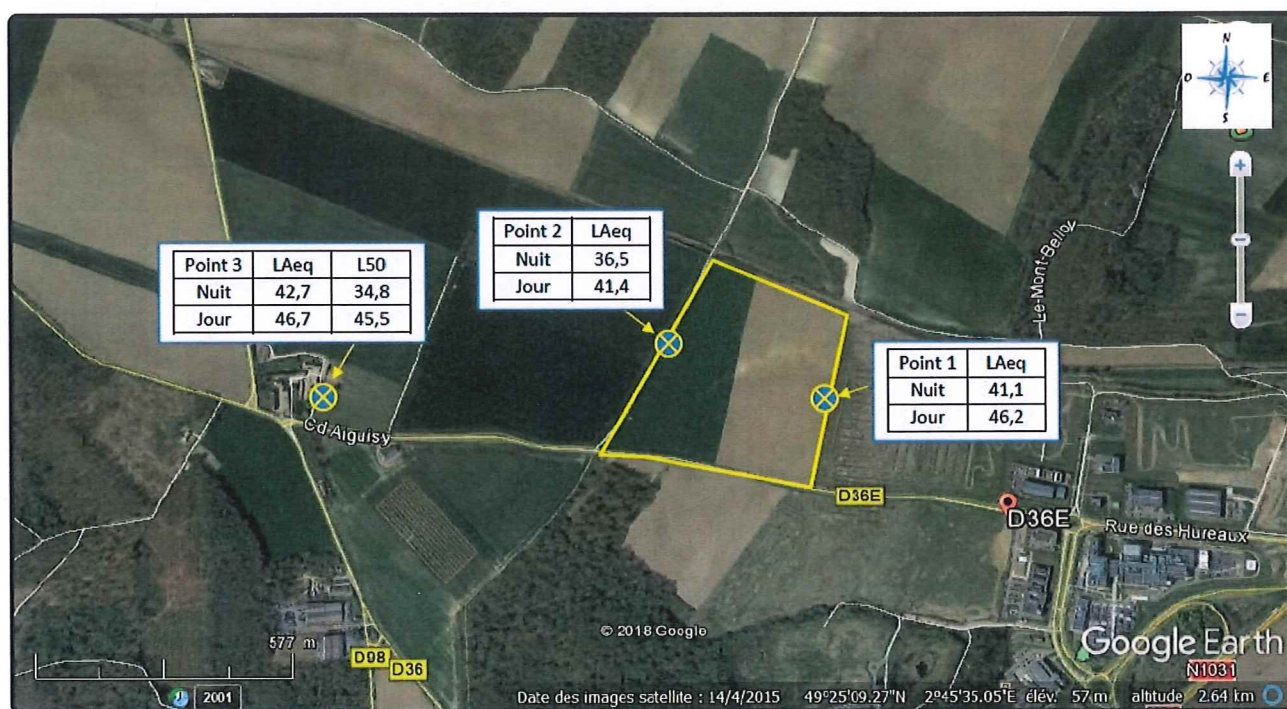 N
O E
S
Le-Mont-Belloy
Point 2 LAeq
Nuit 36,5
Jour 41,4
Point 3 LAeq L50
Nuit 42,7 34,8
Jour 46,7 45,5
Point 1 LAeq
Nuit 41,1
Jour 46,2
Cd Aiguisy
D36E
D36E
Rue des Hureaux
© 2018 Google
577 m
D98 D36
Google Earth
N1031
2001
Date des images satellite : 14/4/2015 49°25'09.27"N 2°45'35.05"E élév. 57 m altitude 2.64 km